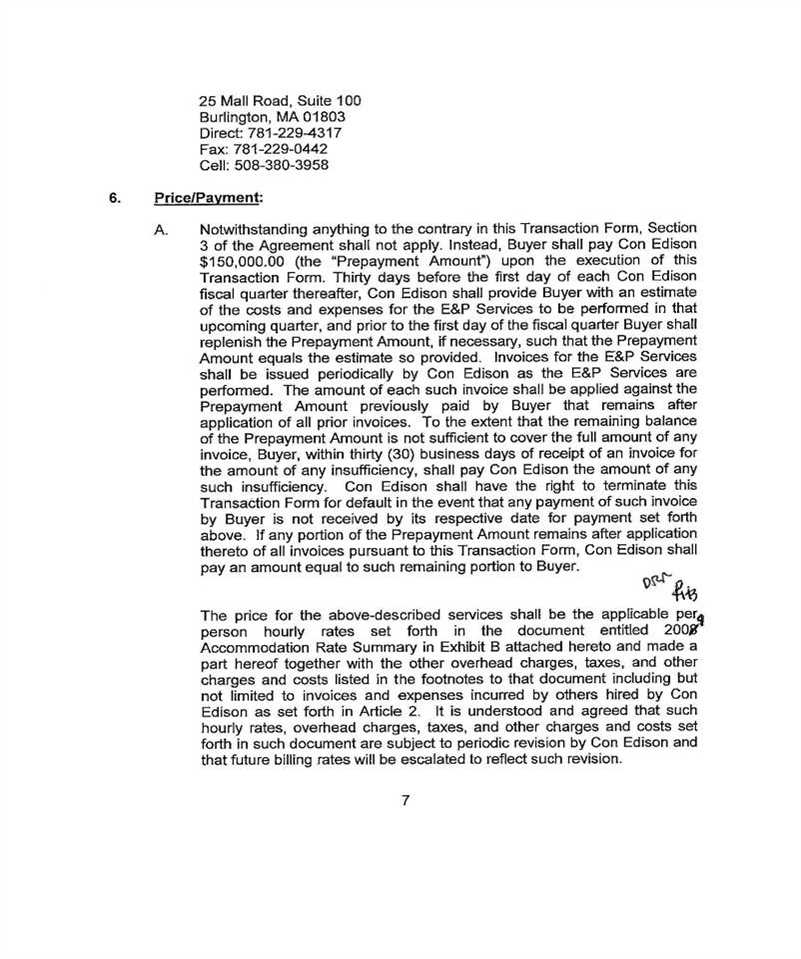 25 Mall Road, Suite 100
Burlington, MA 01803
Direct: 781-229-4317
Fax: 781-229-0442
Cell: 508-380-3958
6. Price/Payment:
A. Notwithstanding anything to the contrary in this Transaction Form, Section
3 of the Agreement shall not apply. Instead, Buyer shall pay Con Edison
$150,000.00 (the “Prepayment Amount”) upon the execution of this
Transaction Form. Thirty days before the first day of each Con Edison
fiscal quarter thereafter, Con Edison shall provide Buyer with an estimate
of the costs and expenses for the E&P Services to be performed in that
upcoming quarter, and prior to the first day of the fiscal quarter Buyer shall
replenish the Prepayment Amount, if necessary, such that the Prepayment
Amount equals the estimate so provided. Invoices for the E&P Services
shall be issued periodically by Con Edison as the E&P Services are
performed. The amount of each such invoice shall be applied against the
Prepayment Amount previously paid by Buyer that remains after
application of all prior invoices. To the extent that the remaining balance
of the Prepayment Amount is not sufficient to cover the full amount of any
invoice, Buyer, within thirty (30) business days of receipt of an invoice for
the amount of any insufficiency, shall pay Con Edison the amount of any
such insufficiency. Con Edison shall have the right to terminate this
Transaction Form for default in the event that any payment of such invoice
by Buyer is not received by its respective date for payment set forth
above. If any portion of the Prepayment Amount remains after application
thereto of all invoices pursuant to this Transaction Form, Con Edison shall
pay an amount equal to such remaining portion to Buyer.
The price for the above-described services shall be the applicable per
person hourly rates set forth in the document entitled 2008 9
Accommodation Rate Summary in Exhibit B attached hereto and made a
part hereof together with the other overhead charges, taxes, and other
charges and costs listed in the footnotes to that document including but
not limited to invoices and expenses incurred by others hired by Con
Edison as set forth in Article 2. It is understood and agreed that such
hourly rates, overhead charges, taxes, and other charges and costs set
forth in such document are subject to periodic revision by Con Edison and
that future billing rates will be escalated to reflect such revision.
7